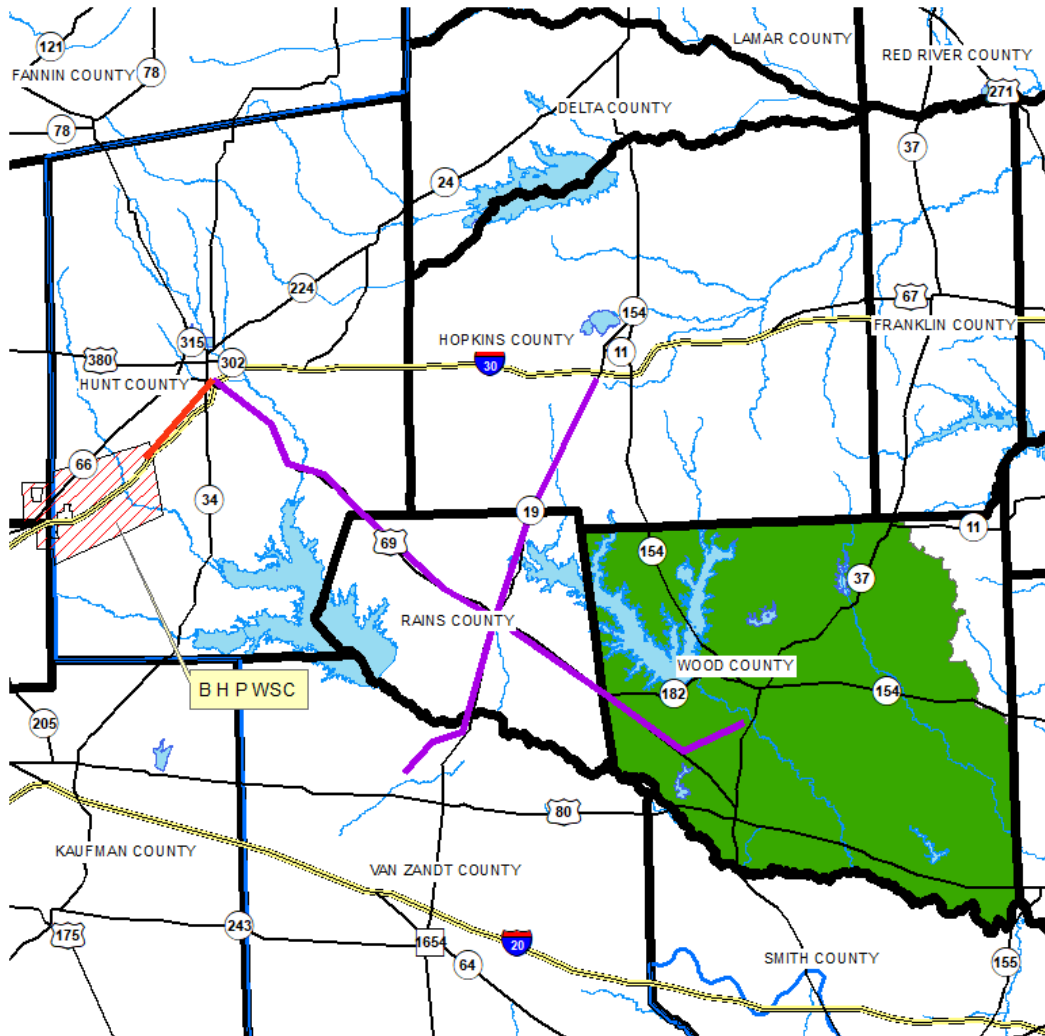 121
FANNIN COUNTY
78
78
LAMAR COUNTY
RED RIVER COUNTY
271
DELTA COUNTY
37
24
224
67
154
FRANKLIN COUNTY
HOPKINS COUNTY
11
30
315
380
302
HUNT COUNTY
66
34
19
69
154
11
37
RAINS COUNTY
WOOD COUNTY
182
154
B H P WSC
205
80
KAUFMAN COUNTY
VAN ZANDT COUNTY
175
243
1654
64
20
SMITH COUNTY
155